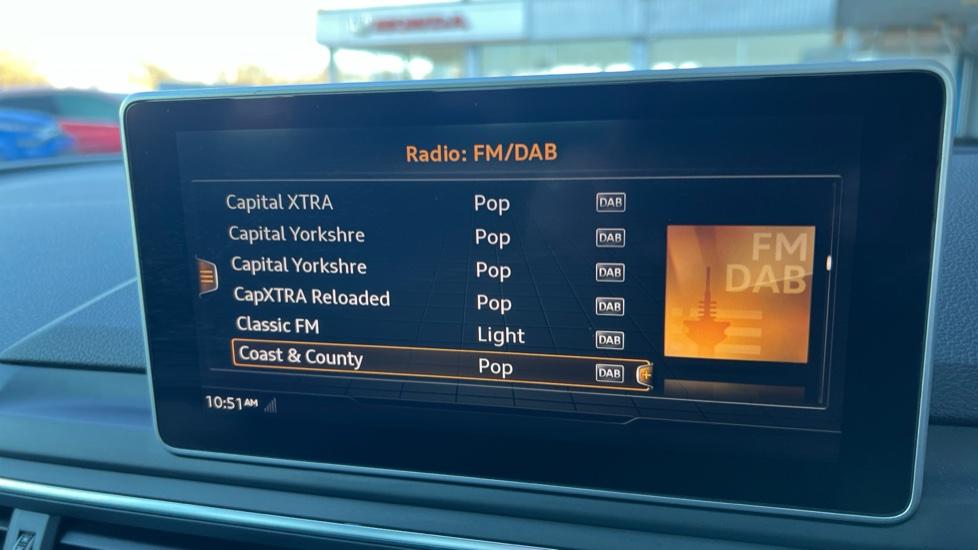 HONDA
Radio: FM/DAB
Capital XTRA Pop DAB
Capital Yorkshre Pop DAB
Capital Yorkshre Pop DAB
CapXTRA Reloaded Pop DAB
Classic FM Light DAB
Coast & County Pop DAB
FM
DAB
10:51AM